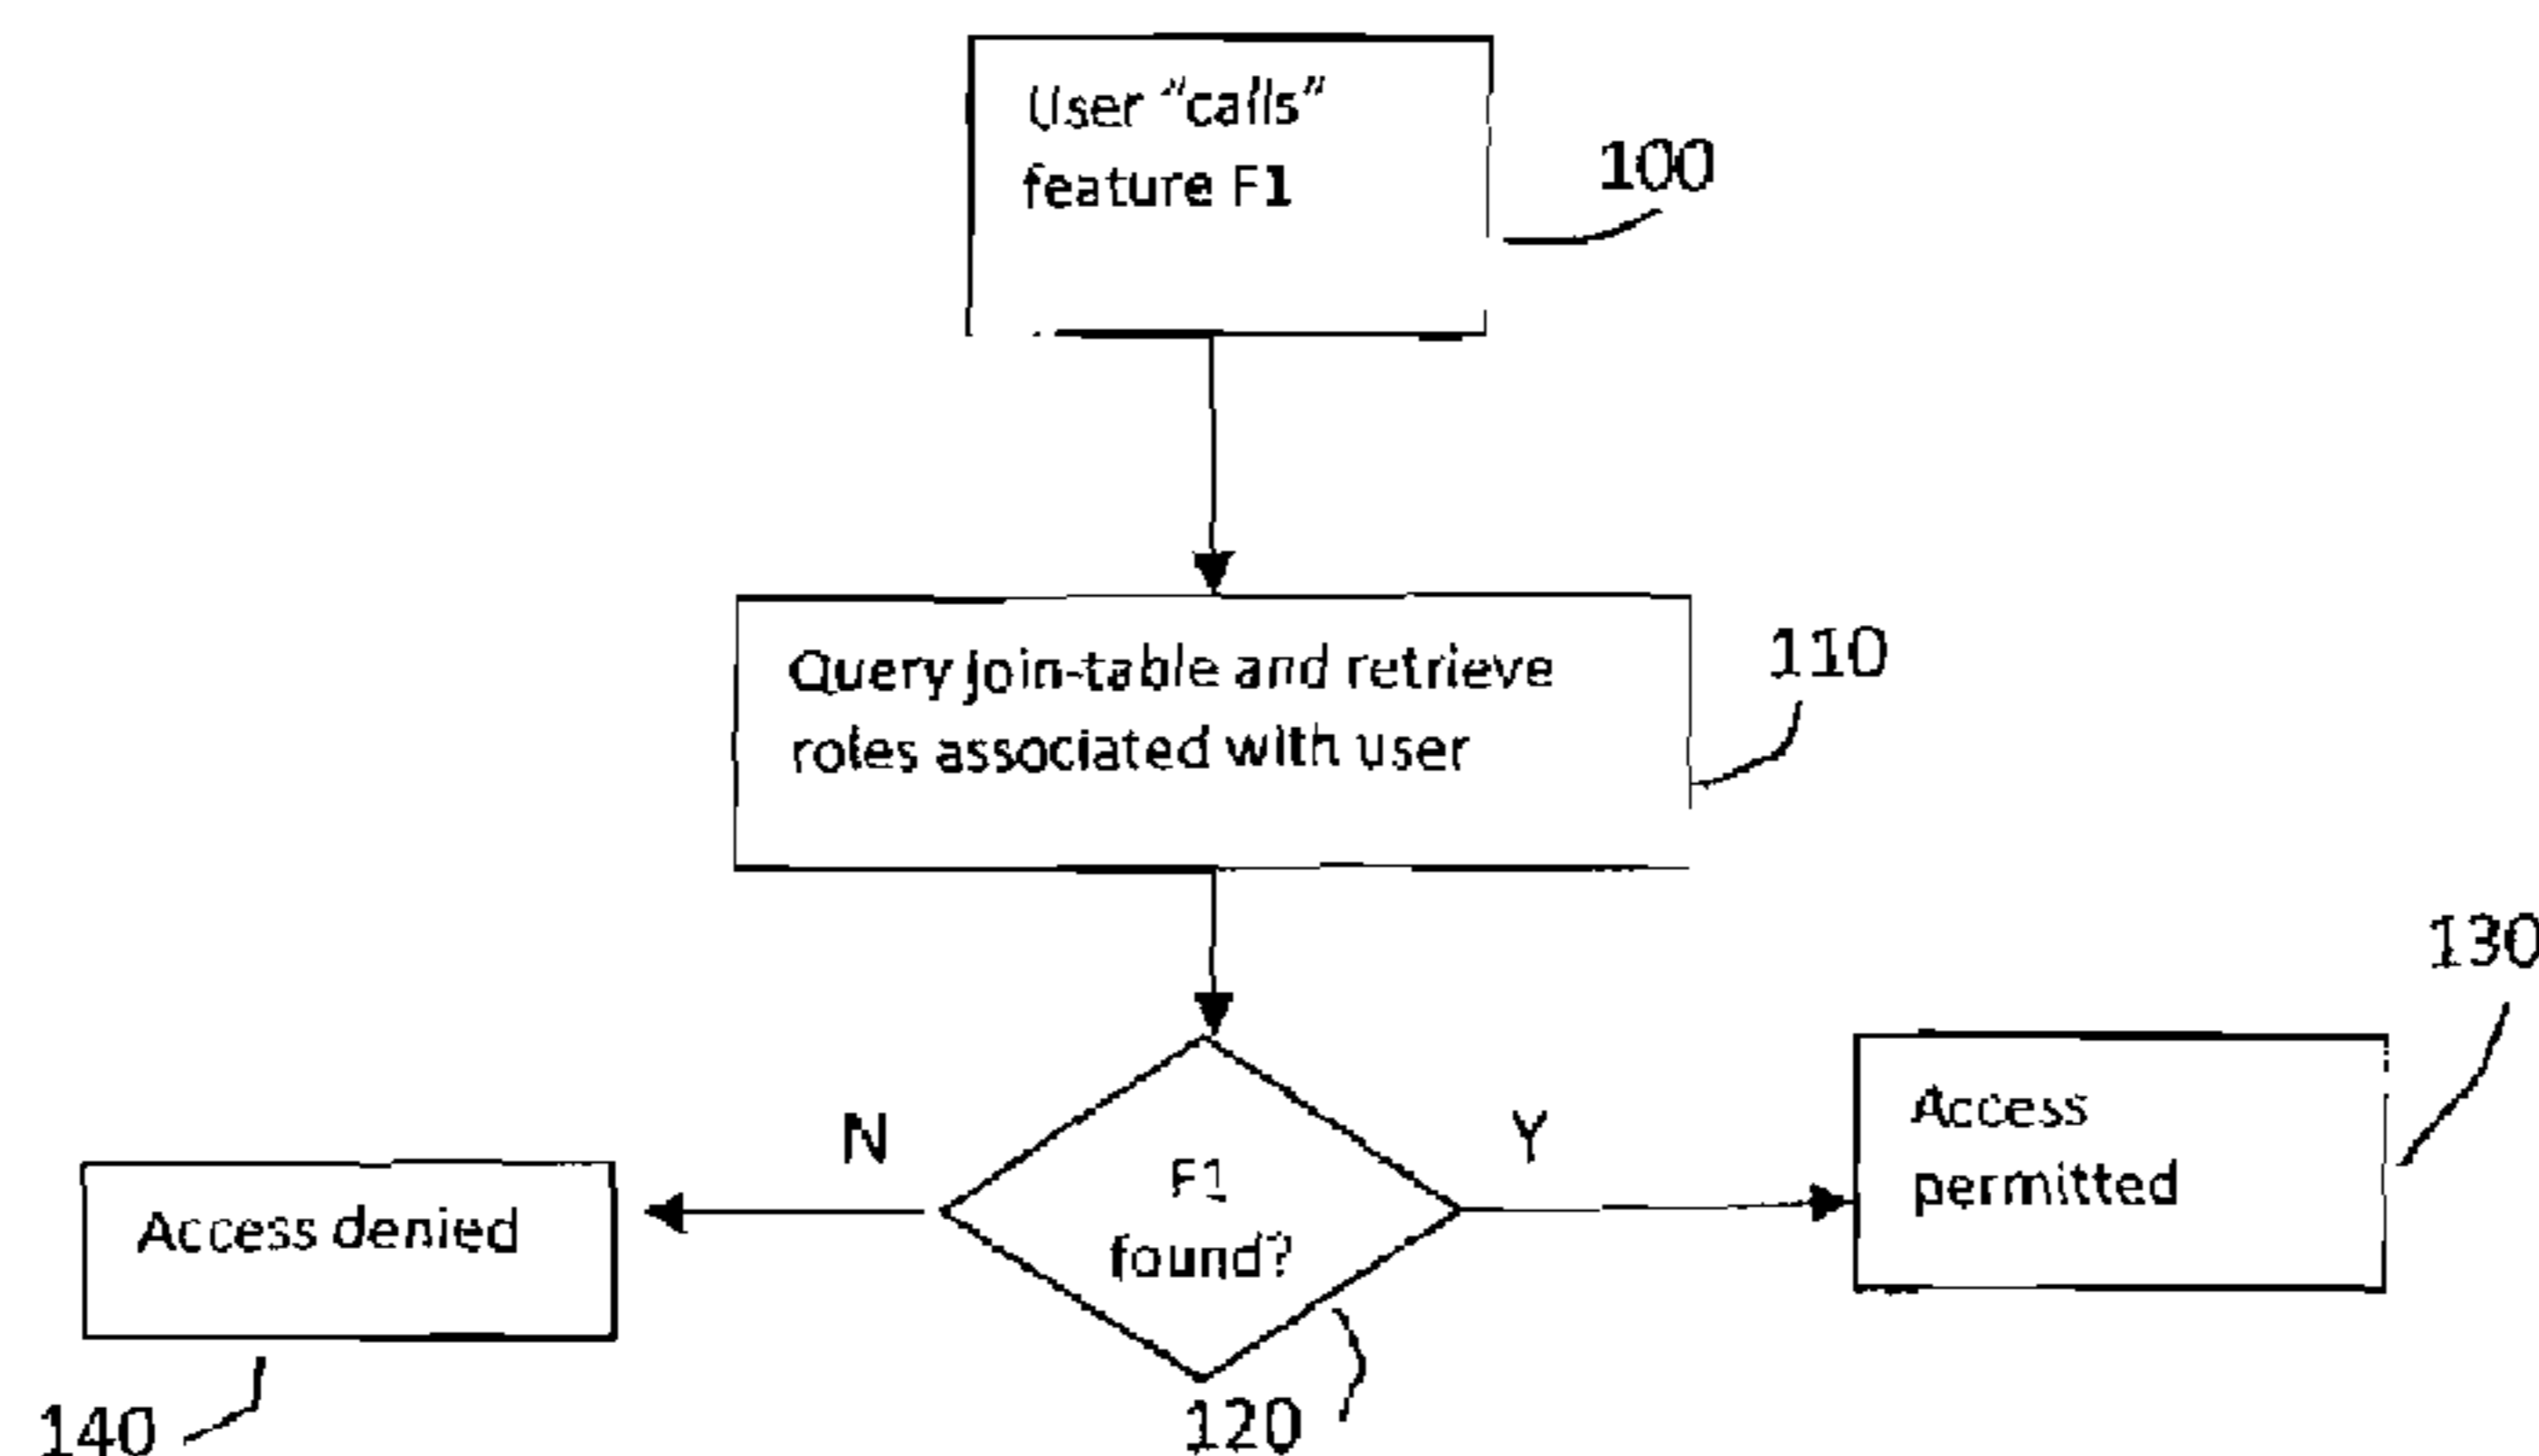 User "calls"
feature F1
100
Query join-table and retrieve
roles associated with user
110
130
N
Y
Access
permitted
F1
found?
Access denied
140
120